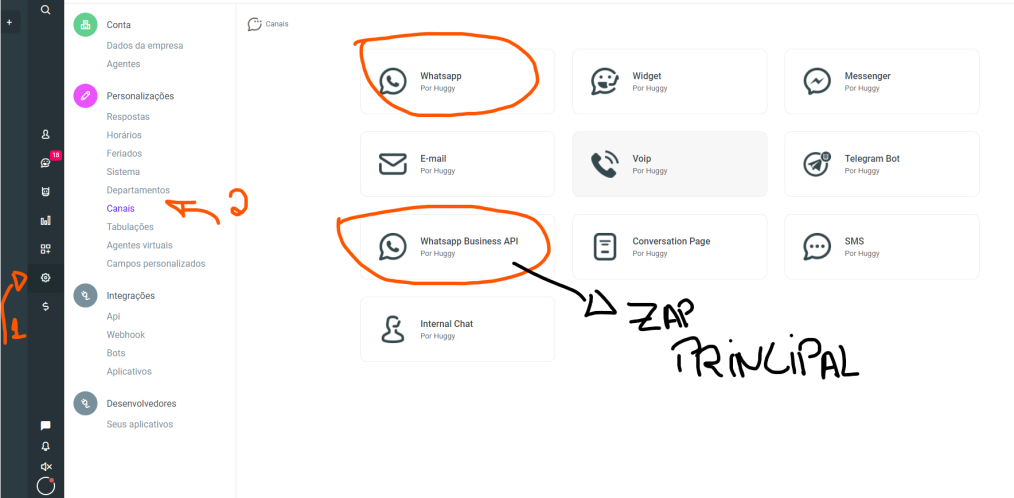 +
18
Conta
Dados da empresa
Agentes
Personalizações
Respostas
Horários
Feriados
Sistema
Departamentos
Canais
Tabulações
Agentes virtuais
Campos personalizados
Integrações
Api
Webhook
Bots
Aplicativos
Desenvolvedores
Seus aplicativos
1
2
Canais
Whatsapp
Por Huggy
Widget
Por Huggy
Messenger
Por Huggy
E-mail
Por Huggy
Voip
Por Huggy
Telegram Bot
Por Huggy
Whatsapp Business API
Por Huggy
Conversation Page
Por Huggy
SMS
Por Huggy
Internal Chat
Por Huggy
ZAP
PRINCIPAL